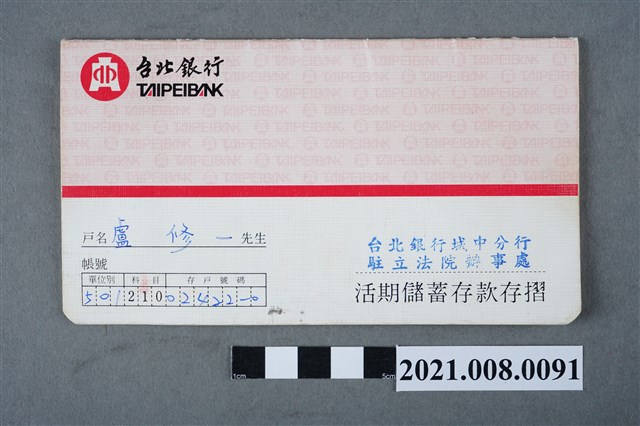 台北銀行
TAIPEIBANK
戶名 盧修一 先生
帳號
單位別 科目 存戶號碼
501 210 02422-0
台北銀行城中分行
駐立法院辦事處
活期儲蓄存款存摺
1cm 5cm
2021.008.0091